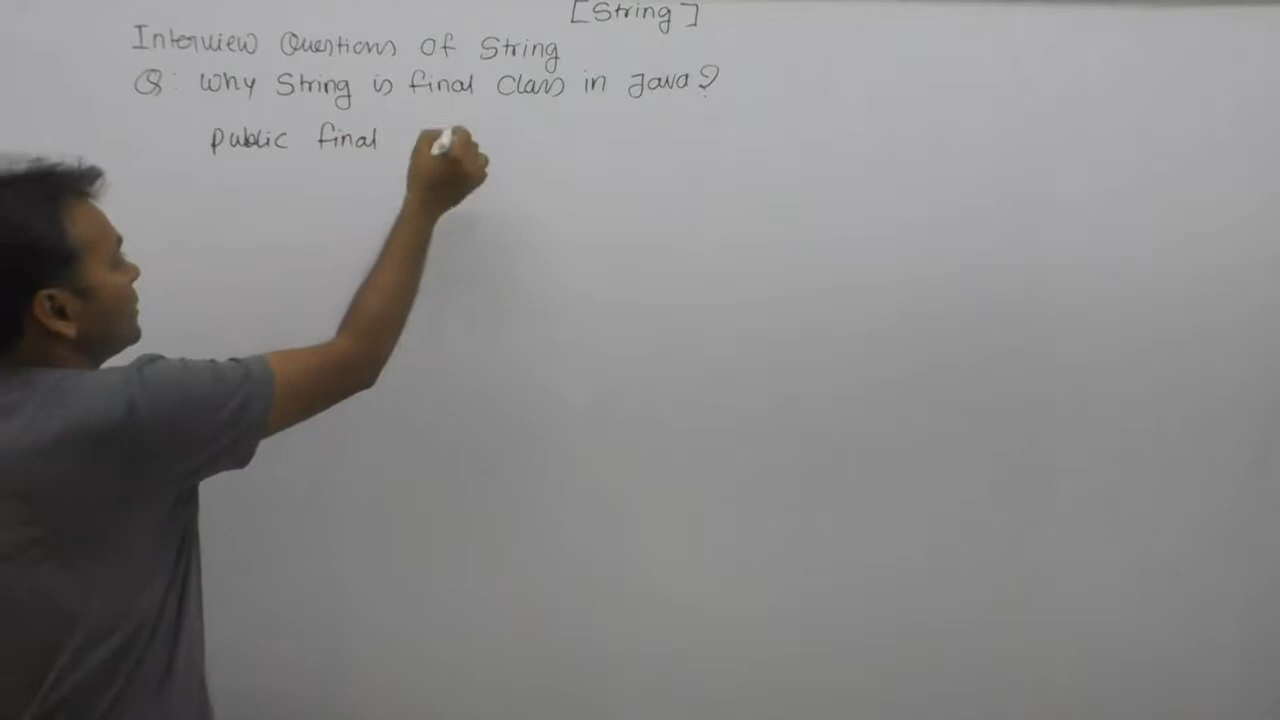 [String]
Interview Questions of String
Q: Why String is final Class in Java?
public final